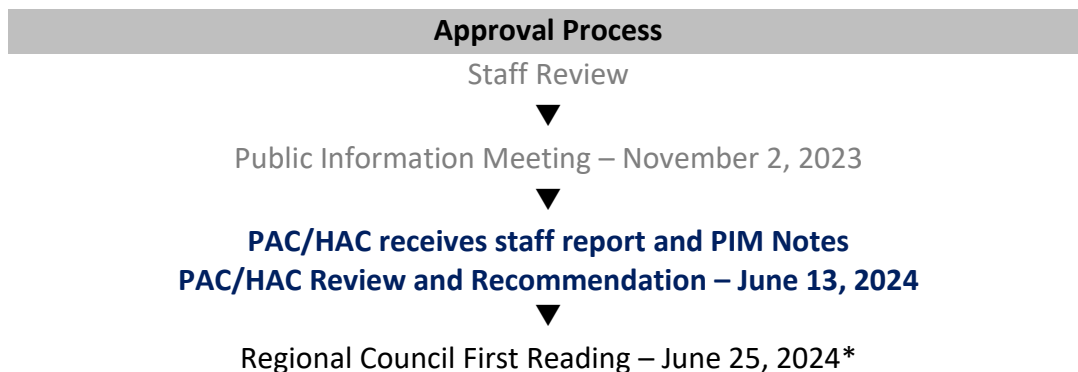 Approval Process
Staff Review
Public Information Meeting – November 2, 2023
PAC/HAC receives staff report and PIM Notes
PAC/HAC Review and Recommendation – June 13, 2024
Regional Council First Reading – June 25, 2024*